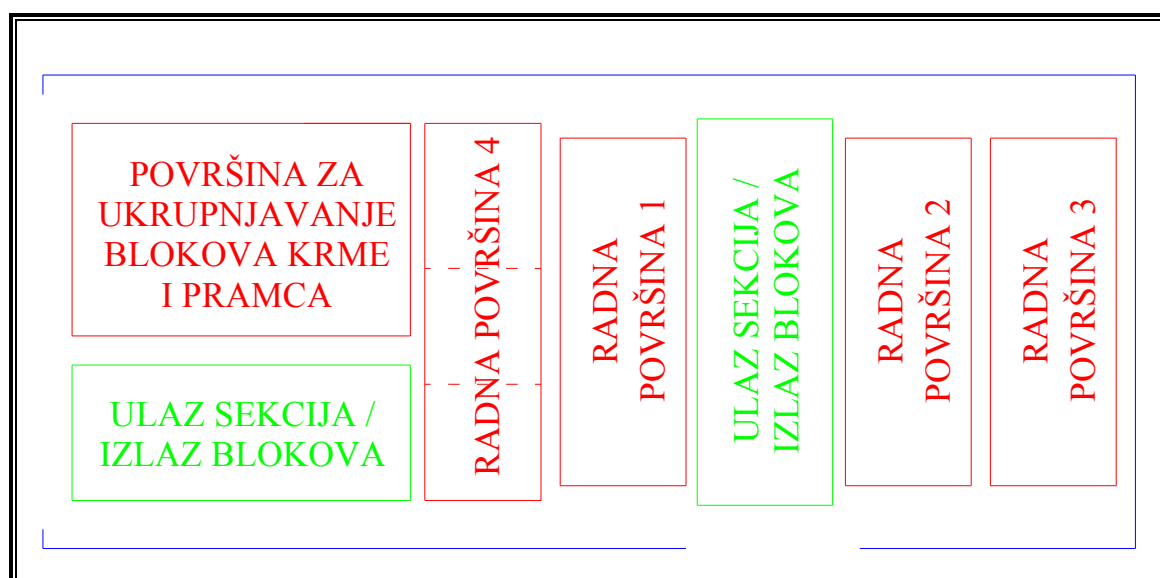 POVRŠINA ZA
UKRUPNJAVANJE
BLOKOVA KRME
I PRAMCA
ULAZ SEKCIJA /
IZLAZ BLOKOVA
RADNA POVRŠINA 4
RADNA
POVRŠINA 1
ULAZ SEKCIJA /
IZLAZ BLOKOVA
RADNA
POVRŠINA 2
RADNA
POVRŠINA 3